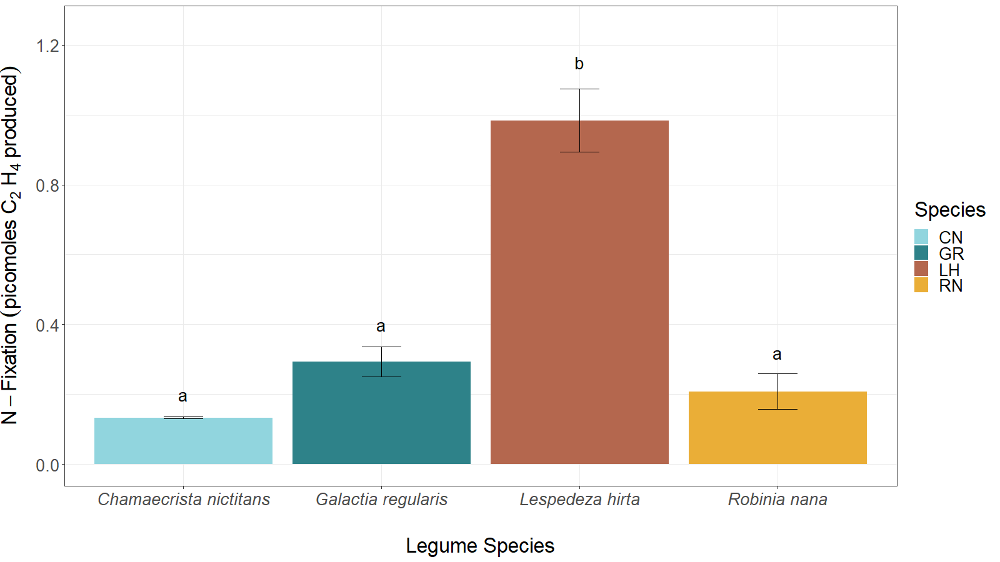 N – Fixation (picomoles C₂ H₄ produced)
1.2
0.8
0.4
0.0
b
a
a
a
Chamaecrista nictitans
Galactia regularis
Lespedeza hirta
Robinia nana
Legume Species
Species
CN
GR
LH
RN